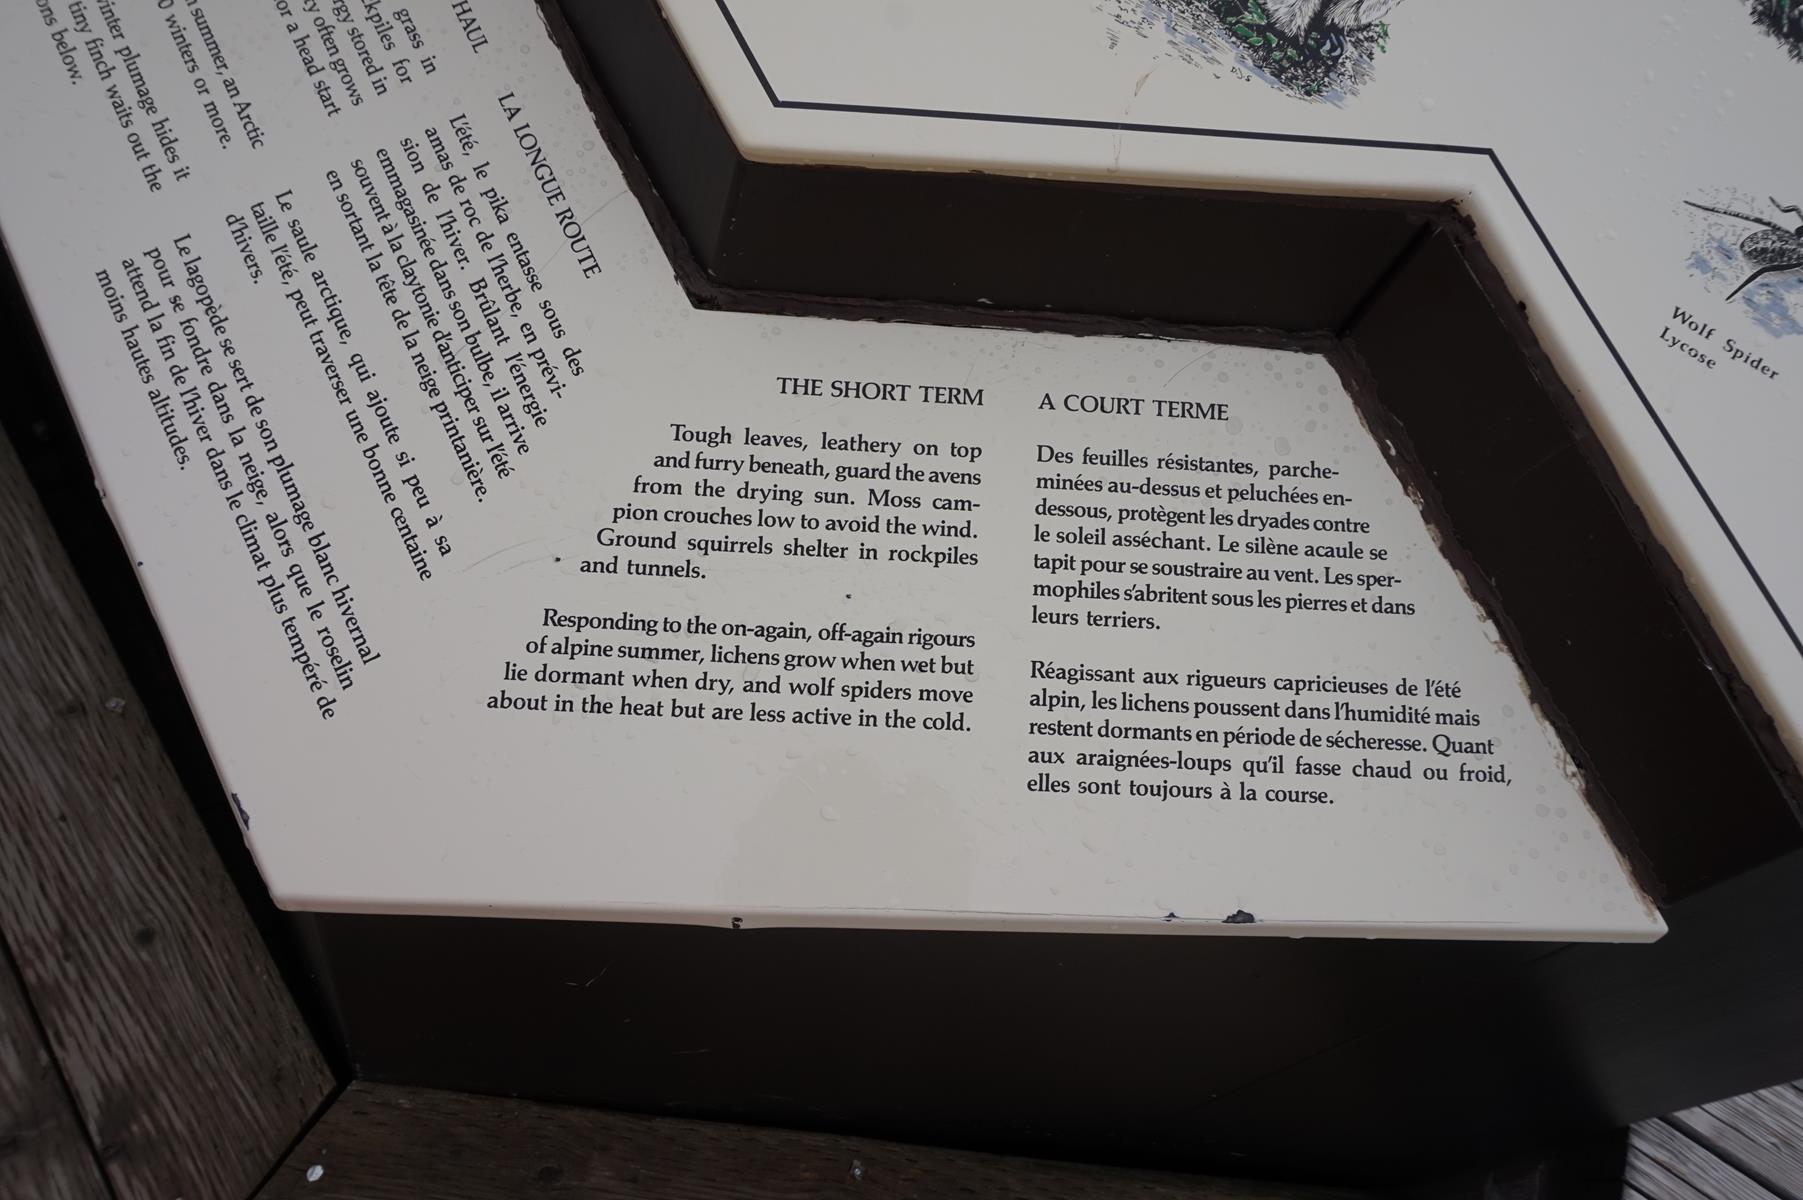 HAUL
grass in
for
stored in
often grows
a head start
summer, an Arctic
winters or more.
plumage hides it
tiny finch waits out the
below.
LA LONGUE ROUTE
L'été, le pika entasse sous des
amas de roc de l'herbe, en prévi-
sion de l'hiver. Brûlant l'énergie
emmagasinée dans son bulbe, il arrive
souvent à la claytonie d'anticiper sur l'été
en sortant la tête de la neige printanière.
Le saule arctique, qui ajoute si peu à sa
taille l'été, peut traverser une bonne centaine
d'hivers.
Le lagopède se sert de son plumage blanc hivernal
pour se fondre dans la neige, alors que le roselin
attend la fin de l'hiver dans le climat plus tempéré de
moins hautes altitudes.
THE SHORT TERM
Tough leaves, leathery on top
and furry beneath, guard the avens
from the drying sun. Moss cam-
pion crouches low to avoid the wind.
Ground squirrels shelter in rockpiles
and tunnels.
Responding to the on-again, off-again rigours
of alpine summer, lichens grow when wet but
lie dormant when dry, and wolf spiders move
about in the heat but are less active in the cold.
A COURT TERME
Des feuilles résistantes, parche-
minées au-dessus et peluchées en-
dessous, protègent les dryades contre
le soleil asséchant. Le silène acaule se
tapit pour se soustraire au vent. Les sper-
mophiles s'abritent sous les pierres et dans
leurs terriers.
Réagissant aux rigueurs capricieuses de l'été
alpin, les lichens poussent dans l'humidité mais
restent dormants en période de sécheresse. Quant
aux araignées-loups qu'il fasse chaud ou froid,
elles sont toujours à la course.
Wolf Spider
Lycose